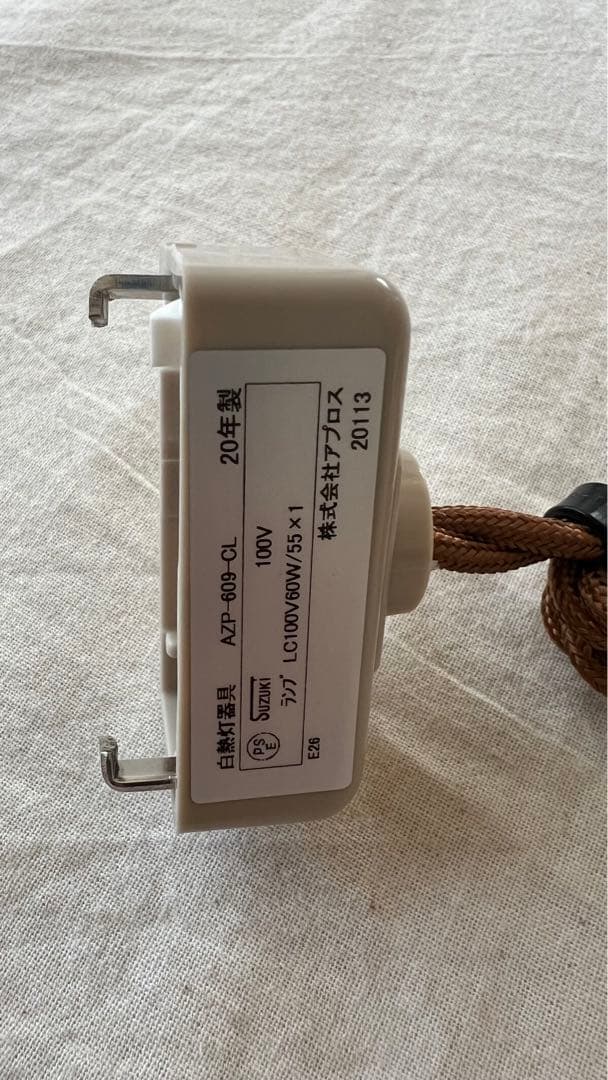 白熱灯器具 AZP-609-CL 20年製
PS
E
SUZUKI 100V
ランプ LC100V60W/55×1
E26 株式会社アプロス
20113